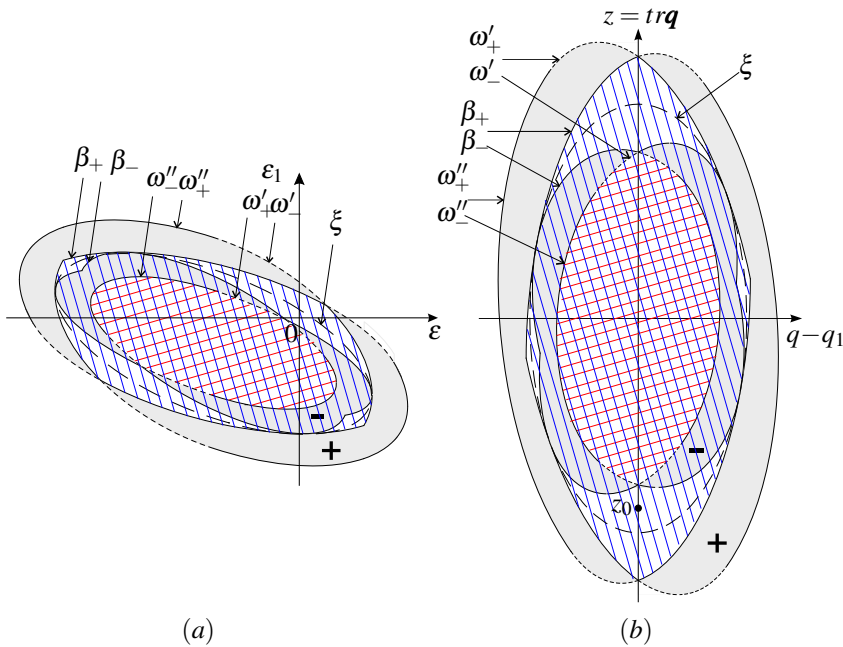 z = trq
ω′₊
ω′₋
ξ
β₊
β₋
ω″₊
ω″₋
q − q₁
z₀
−
+
(b)
β₊ β₋ ω″₋ ω″₊ ε₁ ω′₊ ω′₋ ξ
0
ε
−
+
(a)